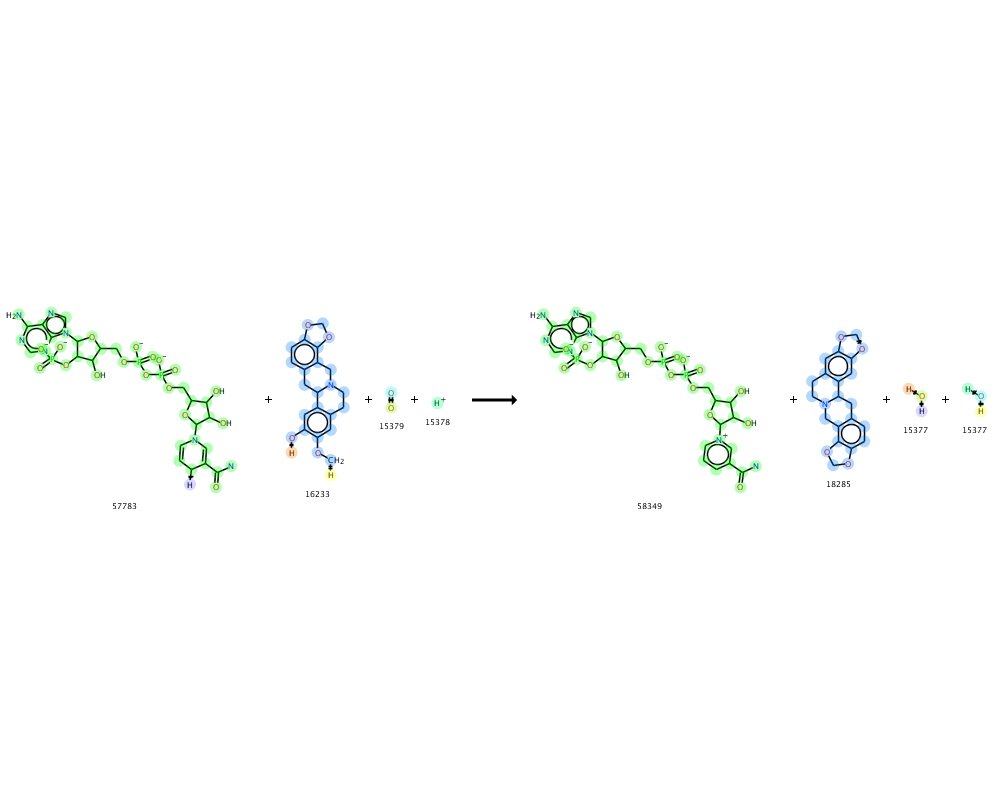 H₂N N N N N O O⁻ O P O⁻ O OH O P O⁻ O O P O⁻ O O OH OH O N H O N
57783
+
O O N O H O CH₂ H
16233
+
O O
15379
+
H⁺
15378
H₂N N N N N O O⁻ O P O⁻ O OH O P O⁻ O O P O⁻ O O OH OH O N⁺ O N
58349
+
O O N O O
18285
+
H O H
15377
+
H O H
15377